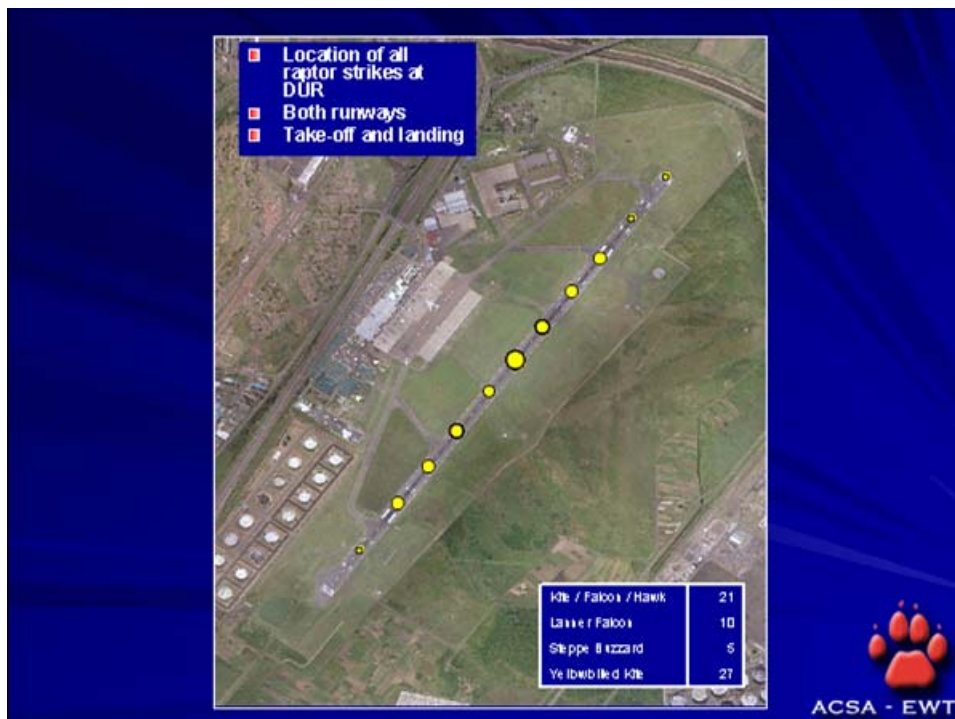 Location of all
raptor strikes at
DUR
Both runways
Take-off and landing
Kite / Falcon / Hawk 21
Lanner Falcon 10
Steppe Buzzard 5
Yellowbilled Kite 27
ACSA - EWT